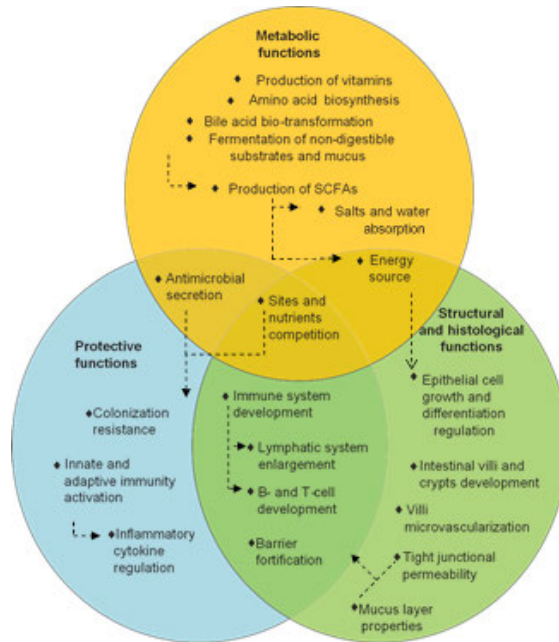 Metabolic
functions
♦ Production of vitamins
♦ Amino acid biosynthesis
♦ Bile acid bio-transformation
♦ Fermentation of non-digestible
substrates and mucus
♦ Production of SCFAs
♦ Salts and water
absorption
♦ Energy
source
♦ Antimicrobial
secretion
♦ Sites and
nutrients
competition
Protective
functions
Structural
and histological
functions
♦ Colonization
resistance
♦ Innate and
adaptive immunity
activation
♦ Inflammatory
cytokine
regulation
♦ Immune system
development
♦ Lymphatic system
enlargement
♦ B- and T-cell
development
♦ Barrier
fortification
♦ Epithelial cell
growth and
differentiation
regulation
♦ Intestinal villi and
crypts development
♦ Villi
microvascularization
♦ Tight junctional
permeability
♦ Mucus layer
properties